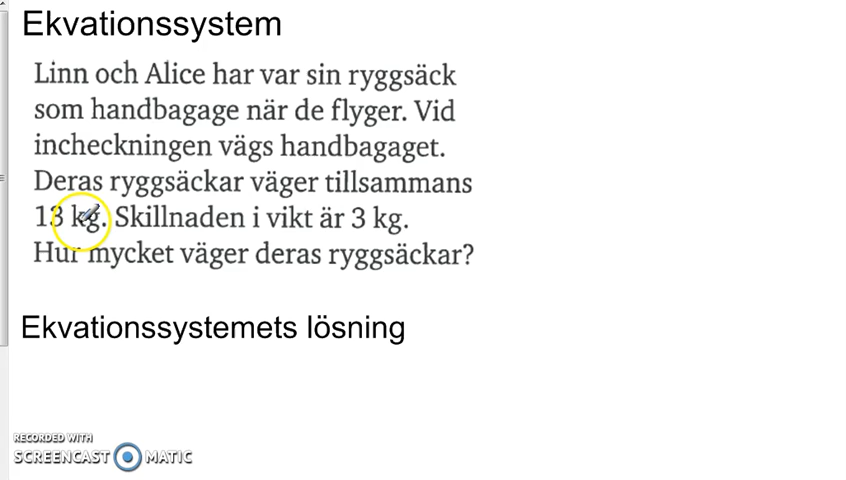 Ekvationssystem
Linn och Alice har var sin ryggsäck
som handbagage när de flyger. Vid
incheckningen vägs handbagaget.
Deras ryggsäckar väger tillsammans
13 kg. Skillnaden i vikt är 3 kg.
Hur mycket väger deras ryggsäckar?
Ekvationssystemets lösning
RECORDED WITH
SCREENCAST MATIC